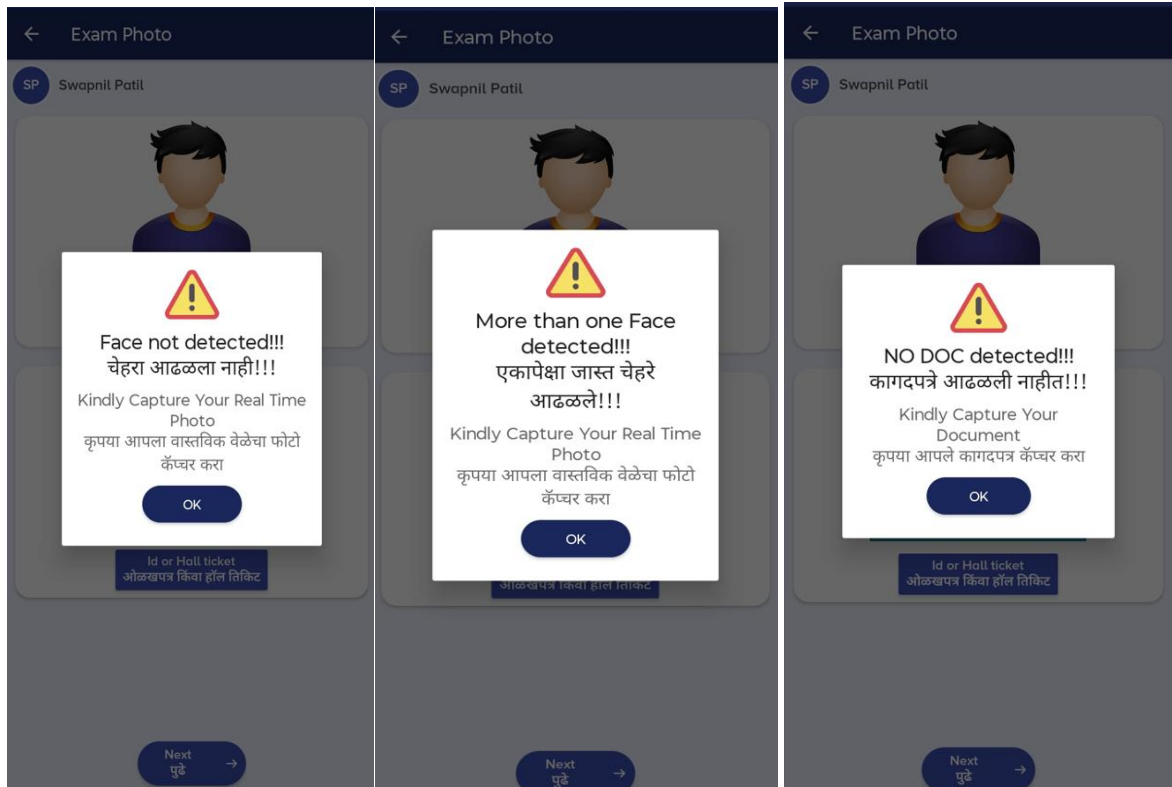 Exam Photo
SP
Swapnil Patil
Face not detected!!!
चेहरा आढळला नाही!!!
Kindly Capture Your Real Time
Photo
कृपया आपला वास्तविक वेळेचा फोटो
कॅप्चर करा
OK
Id or Hall ticket
ओळखपत्र किंवा हॉल तिकिट
Next
पुढे
Exam Photo
SP
Swapnil Patil
More than one Face
detected!!!
एकापेक्षा जास्त चेहरे
आढळले!!!
Kindly Capture Your Real Time
Photo
कृपया आपला वास्तविक वेळेचा फोटो
कॅप्चर करा
OK
ओळखपत्र किंवा हॉल तिकिट
Next
पुढे
Exam Photo
SP
Swapnil Patil
NO DOC detected!!!
कागदपत्रे आढळली नाहीत!!!
Kindly Capture Your
Document
कृपया आपले कागदपत्र कॅप्चर करा
OK
Id or Hall ticket
ओळखपत्र किंवा हॉल तिकिट
Next
पुढे